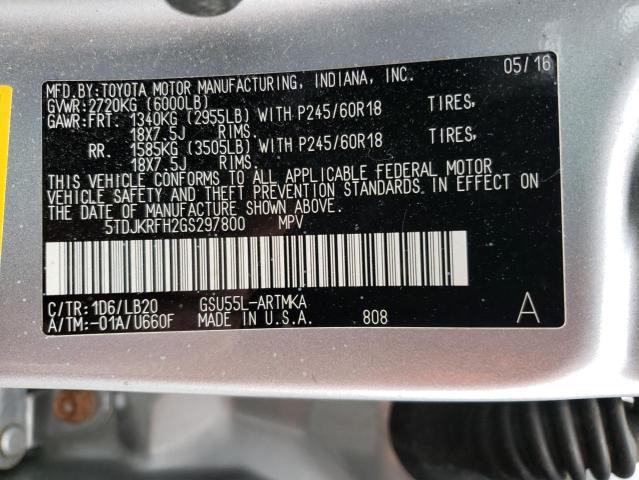 MFD.BY:TOYOTA MOTOR MANUFACTURING, INDIANA, INC. 05/16
GVWR:2720KG (6000LB)
GAWR:FRT. 1340KG (2955LB) WITH P245/60R18 TIRES,
18X7.5J RIMS.
RR. 1585KG (3505LB) WITH P245/60R18 TIRES,
18X7.5J RIMS.
THIS VEHICLE CONFORMS TO ALL APPLICABLE FEDERAL MOTOR
VEHICLE SAFETY AND THEFT PREVENTION STANDARDS IN EFFECT ON
THE DATE OF MANUFACTURE SHOWN ABOVE.
5TDJKRFH2GS297800 MPV
C/TR: 1D6/LB20 GSU55L-ARTMKA
A/TM:-01A/U660F MADE IN U.S.A. 808 A